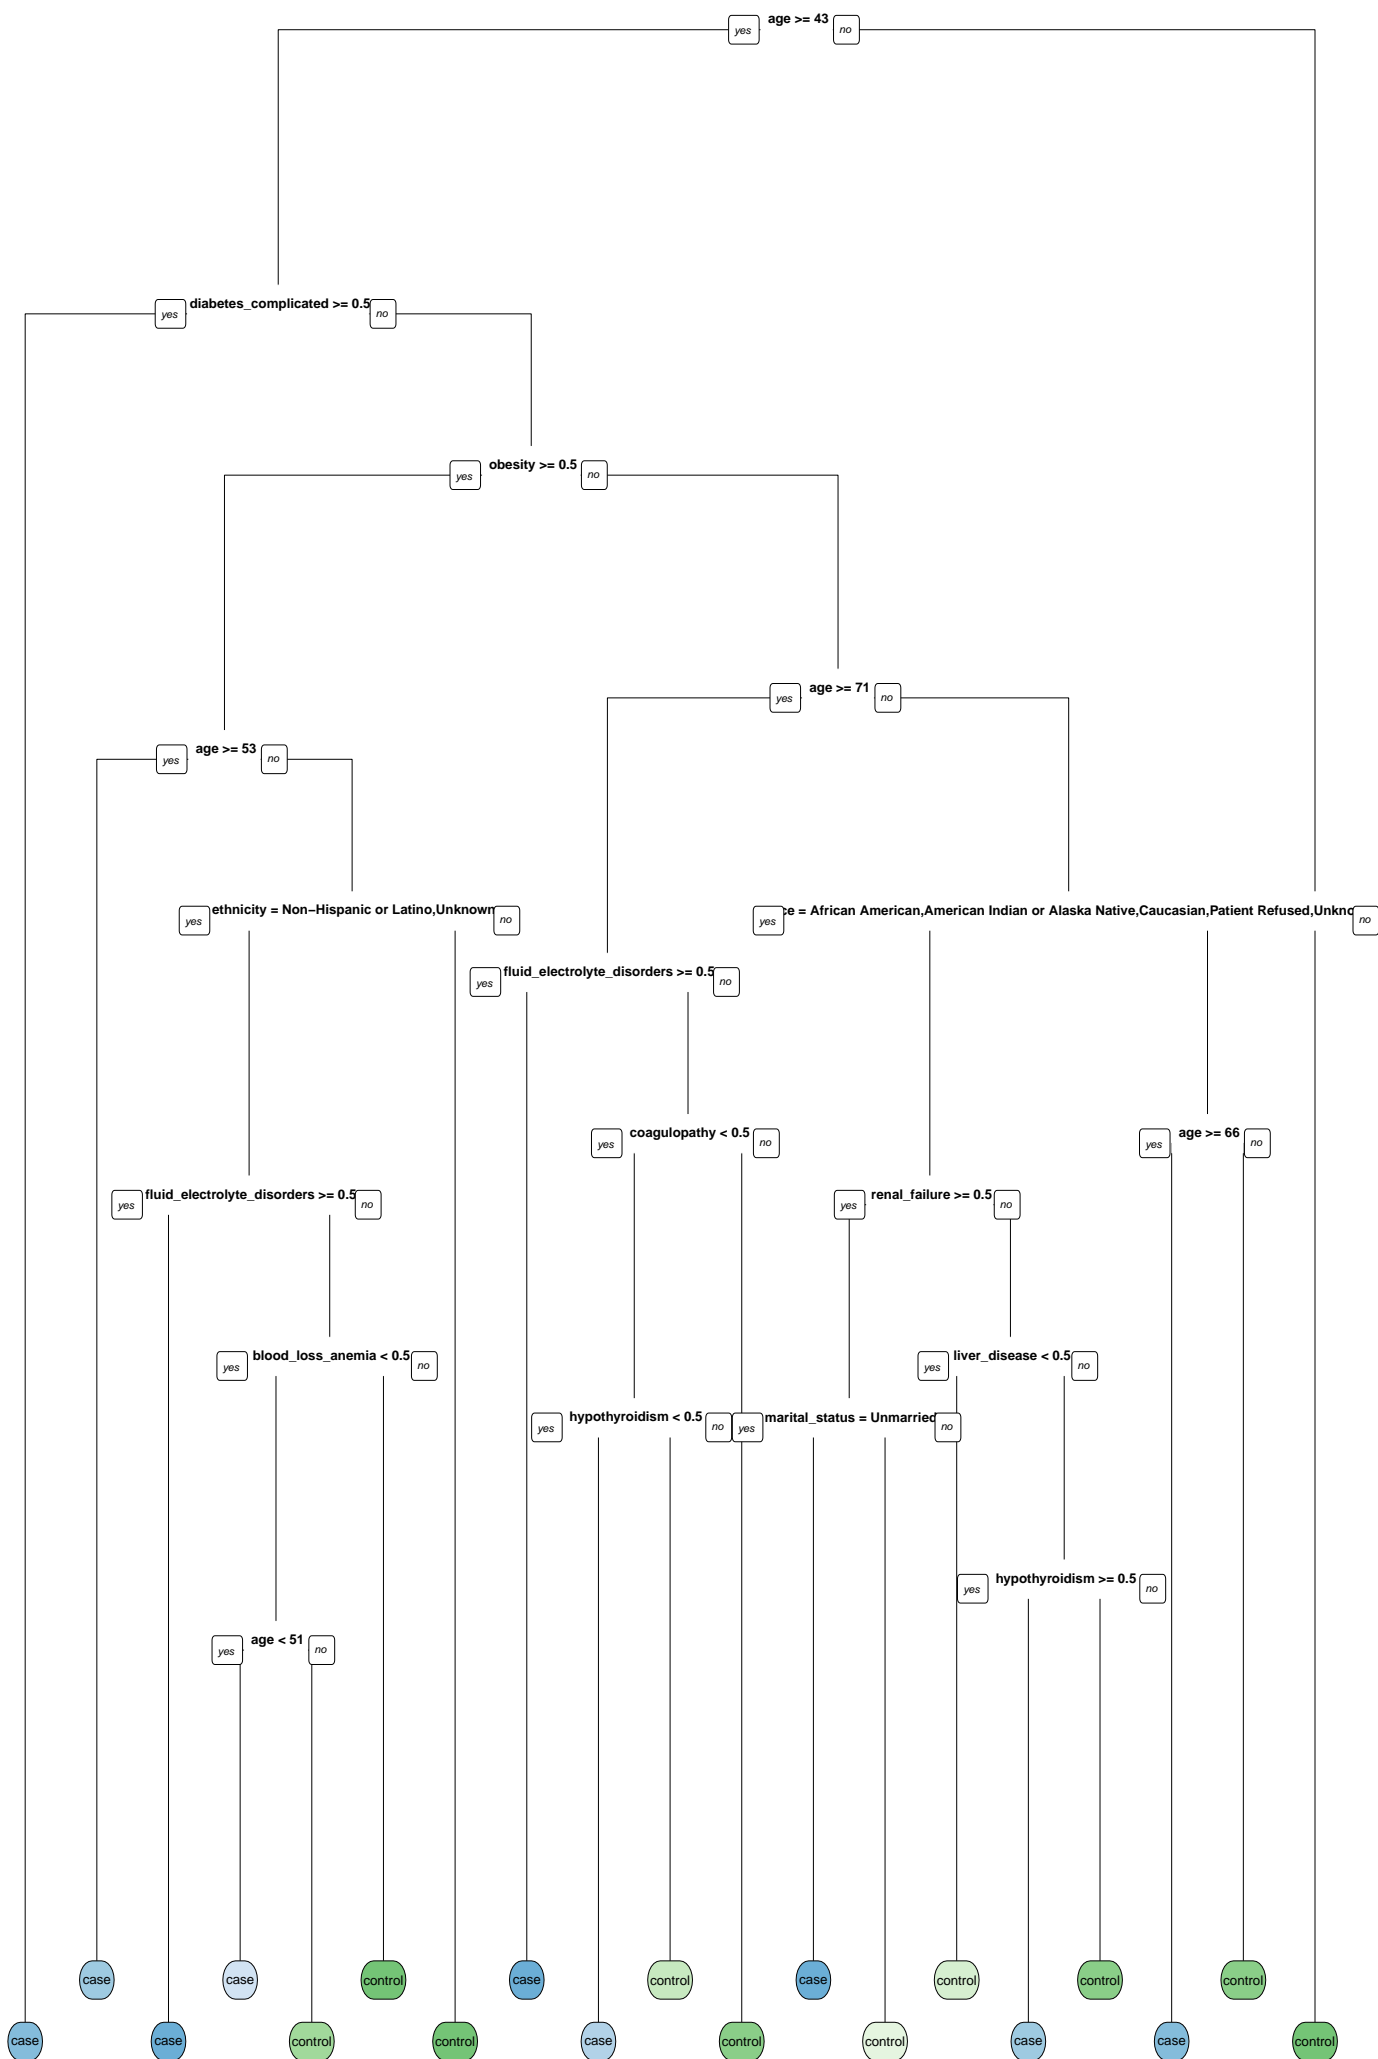 age >= 43
yes
no
diabetes_complicated >= 0.5
yes
no
obesity >= 0.5
yes
no
age >= 71
yes
no
age >= 53
yes
no
ethnicity = Non−Hispanic or Latino,Unknown
yes
no
ce = African American,American Indian or Alaska Native,Caucasian,Patient Refused,Unkno
yes
no
fluid_electrolyte_disorders >= 0.5
yes
no
coagulopathy < 0.5
yes
no
age >= 66
yes
no
fluid_electrolyte_disorders >= 0.5
yes
no
renal_failure >= 0.5
yes
no
blood_loss_anemia < 0.5
yes
no
liver_disease < 0.5
yes
no
hypothyroidism < 0.5
yes
no
marital_status = Unmarried
yes
no
hypothyroidism >= 0.5
yes
no
age < 51
yes
no
case
case
control
case
control
case
control
control
control
case
case
control
control
case
control
case
case
control